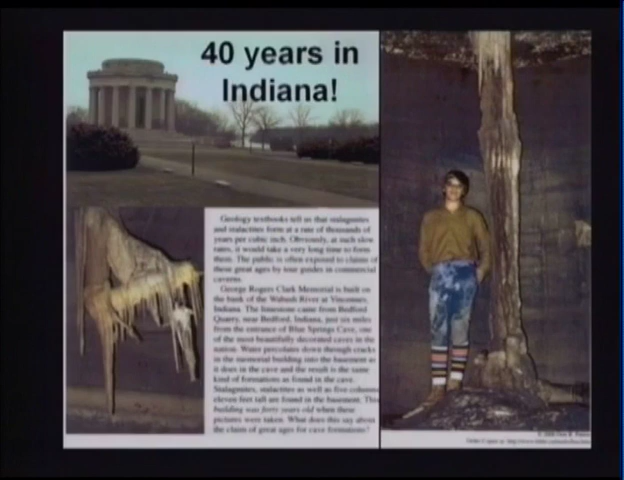 40 years in
Indiana!
Geology textbooks tell us that stalagmites
and stalactites form at a rate of thousands of
years per cubic inch. Obviously, at such slow
rates, it would take a very long time to form
them. The public is often exposed to claims of
these great ages by tour guides in commercial
caverns.
George Rogers Clark Memorial is built on
the bank of the Wabash River at Vincennes,
Indiana. The limestone came from Bedford
Quarry, near Bedford, Indiana, just six miles
from the entrance of Blue Springs Cave, one
of the most beautifully decorated caves in the
nation. Water percolates down through cracks
in the memorial building into the basement as
it does in the cave and the result is the same
kind of formations as found in the cave.
Stalagmites, stalactites as well as five columns
eleven feet tall are found in the basement. This
building was forty years old when these
pictures were taken. What does this say about
the claim of great ages for cave formations?